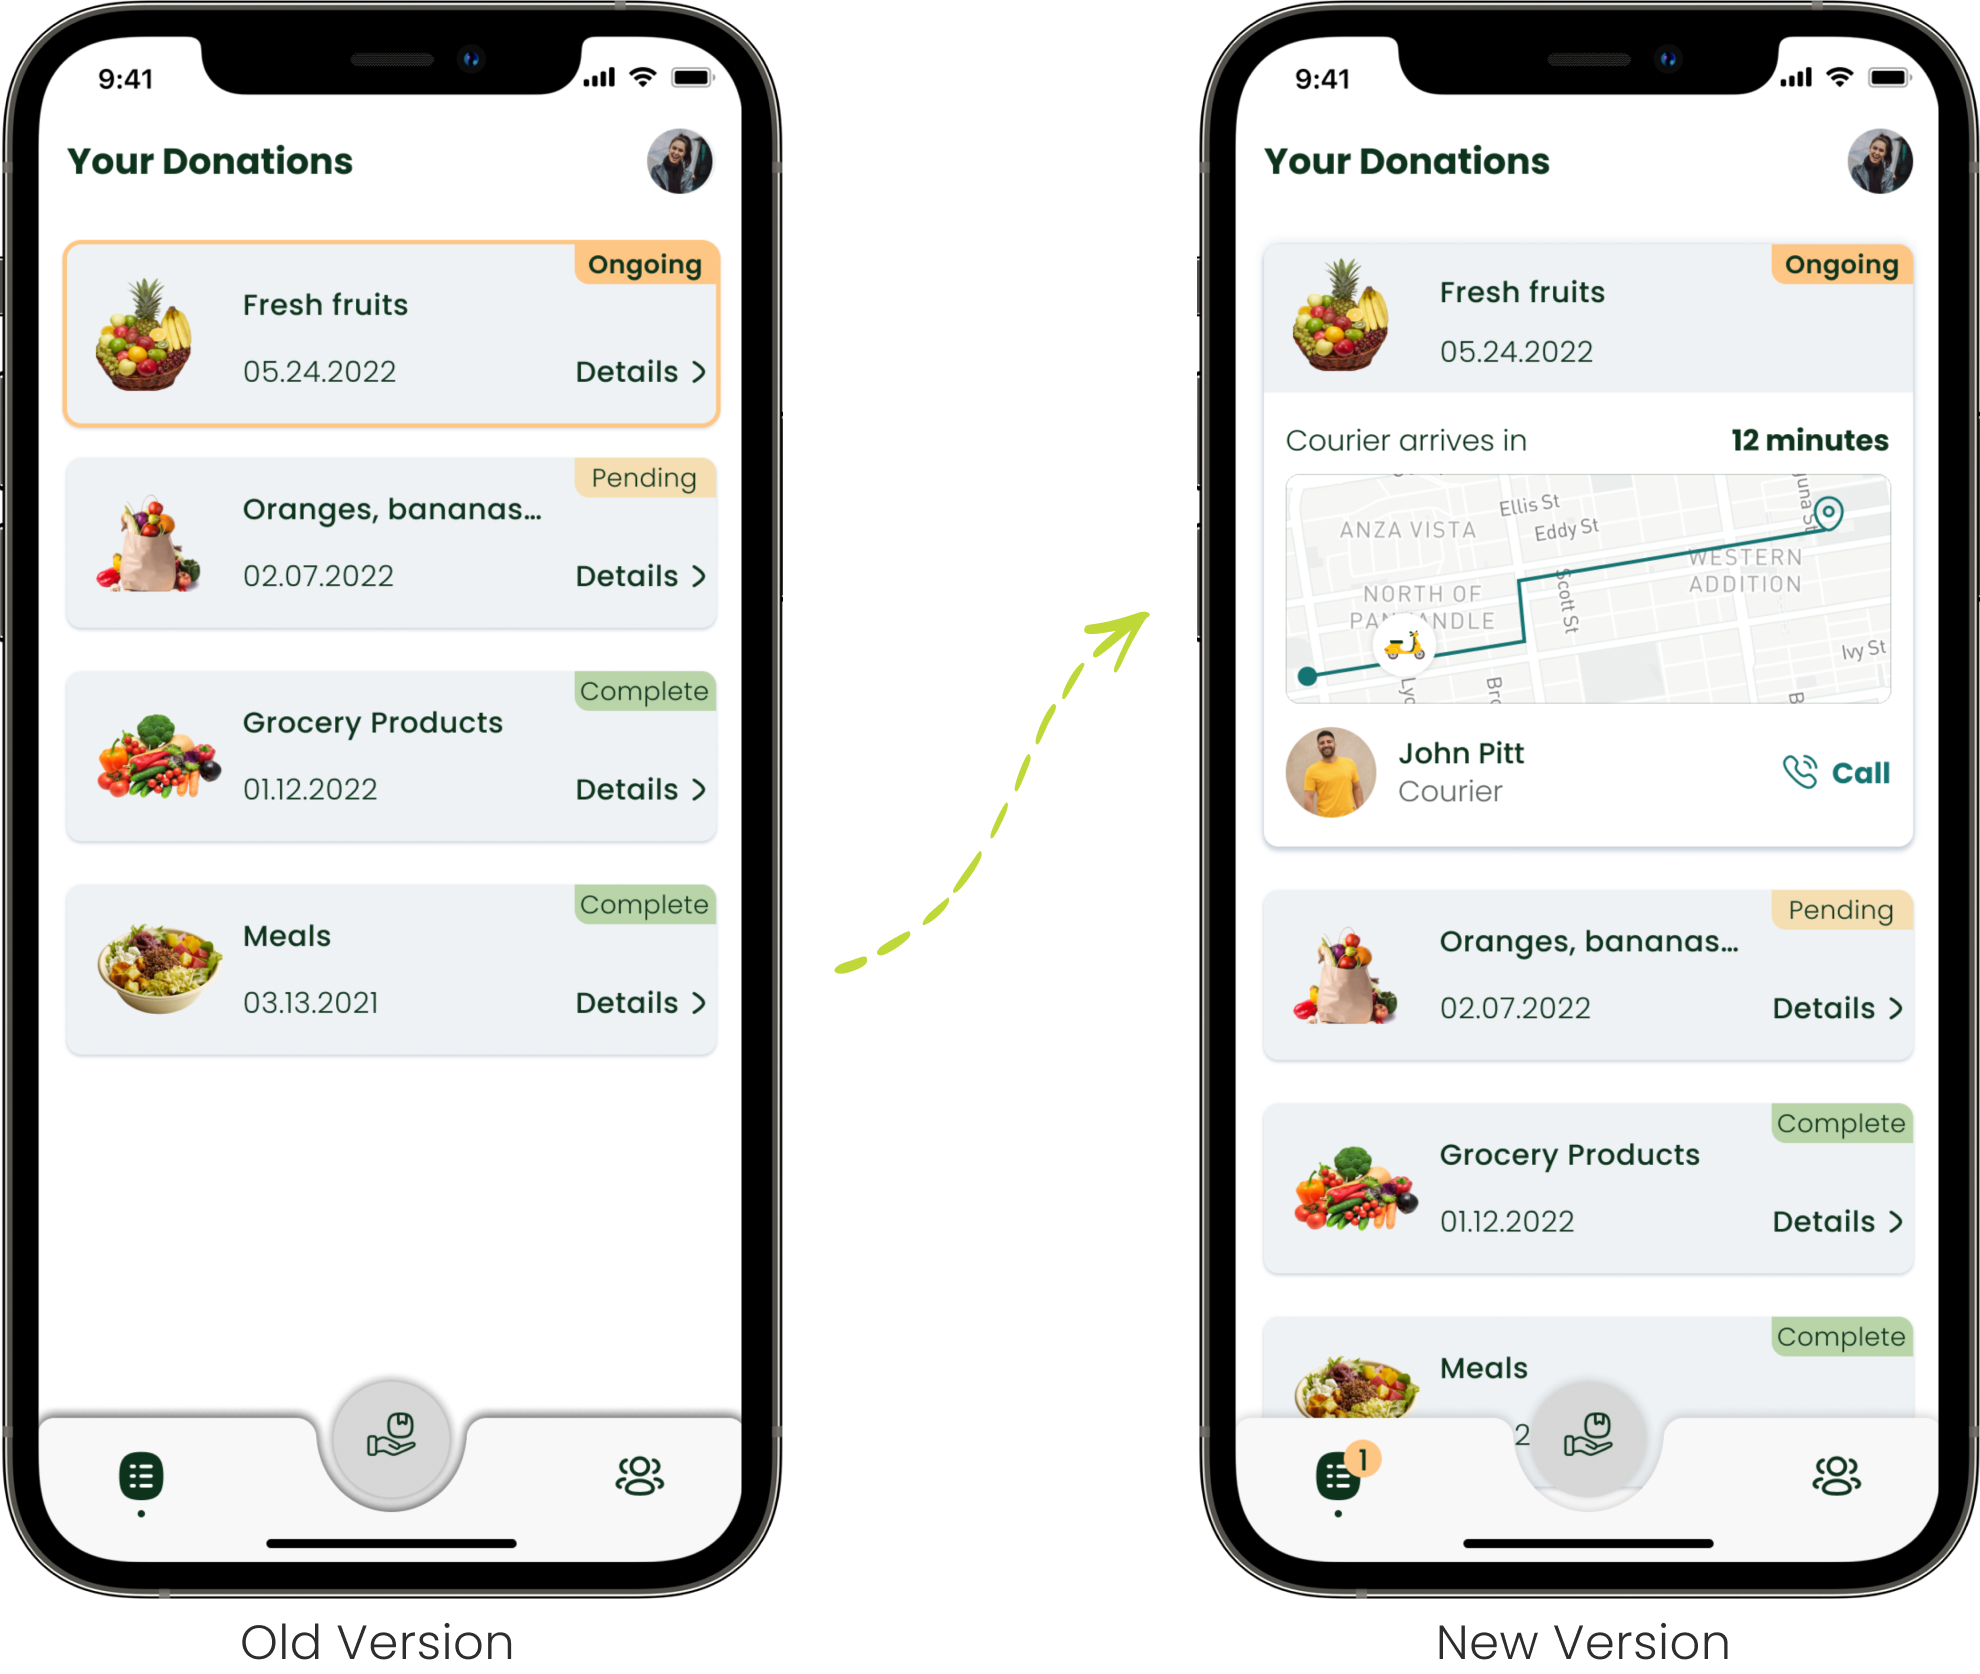 9:41
Your Donations
Ongoing
Fresh fruits
05.24.2022
Details
Pending
Oranges, bananas...
02.07.2022
Details
Complete
Grocery Products
01.12.2022
Details
Complete
Meals
03.13.2021
Details
Old Version
9:41
Your Donations
Ongoing
Fresh fruits
05.24.2022
Courier arrives in
12 minutes
Ellis St
ANZA VISTA
Eddy St
WESTERN
ADDITION
NORTH OF
Scott St
Ivy St
John Pitt
Courier
Call
Pending
Oranges, bananas...
02.07.2022
Details
Complete
Grocery Products
01.12.2022
Details
Complete
Meals
2
1
New Version